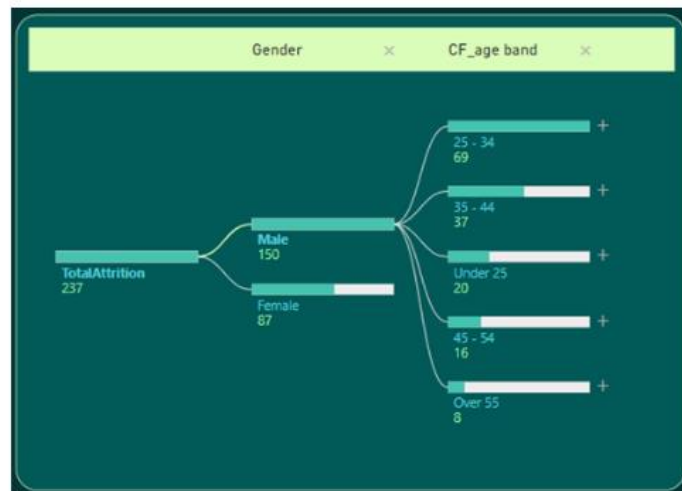 Gender × CF_age band ×
25 - 34
69
35 - 44
37
Male
150
TotalAttrition
237
Under 25
20
Female
87
45 - 54
16
Over 55
8